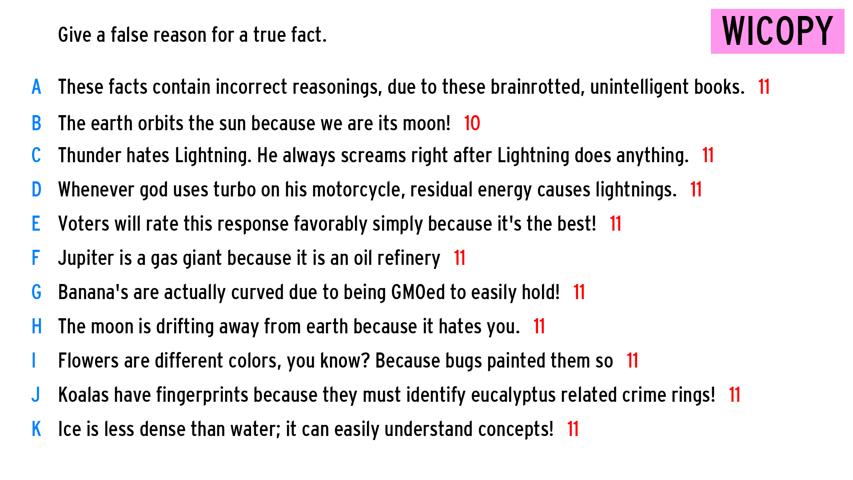 Give a false reason for a true fact.
WICOPY
A These facts contain incorrect reasonings, due to these brainrotted, unintelligent books. 11
B The earth orbits the sun because we are its moon! 10
C Thunder hates Lightning. He always screams right after Lightning does anything. 11
D Whenever god uses turbo on his motorcycle, residual energy causes lightnings. 11
E Voters will rate this response favorably simply because it's the best! 11
F Jupiter is a gas giant because it is an oil refinery 11
G Banana's are actually curved due to being GMOed to easily hold! 11
H The moon is drifting away from earth because it hates you. 11
I Flowers are different colors, you know? Because bugs painted them so 11
J Koalas have fingerprints because they must identify eucalyptus related crime rings! 11
K Ice is less dense than water; it can easily understand concepts! 11